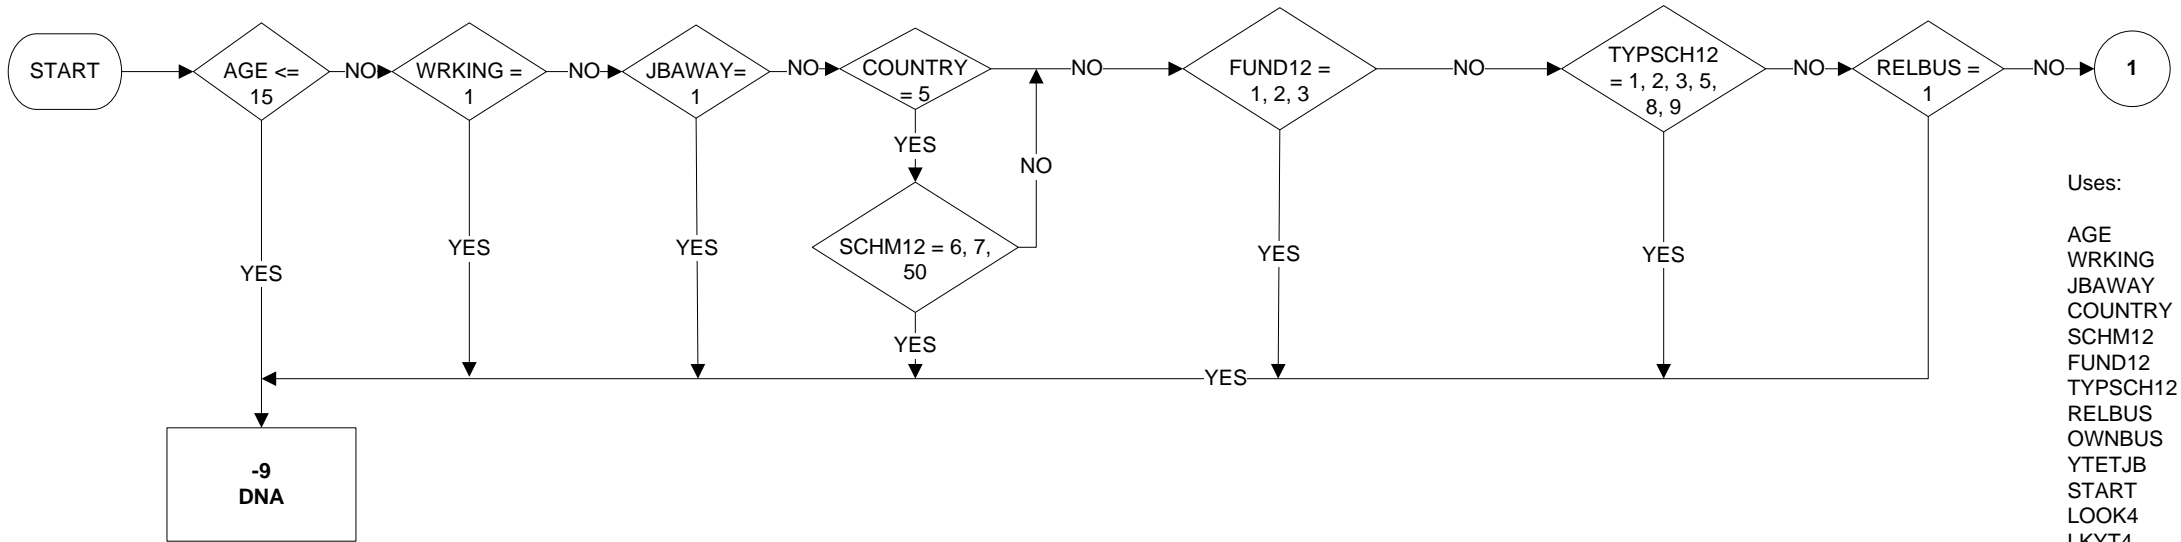 START
AGE <=
15
NO
WRKING =
1
NO
JBAWAY=
1
NO
COUNTRY
= 5
NO
FUND12 =
1, 2, 3
NO
TYPSCH12
= 1, 2, 3, 5,
8, 9
NO
RELBUS =
1
NO
1
YES
NO
SCHM12 = 6, 7,
50
YES
YES
YES
YES
YES
YES
YES
-9
DNA
Uses:
AGE
WRKING
JBAWAY
COUNTRY
SCHM12
FUND12
TYPSCH12
RELBUS
OWNBUS
YTETJB
START
LOOK4
LKYT4